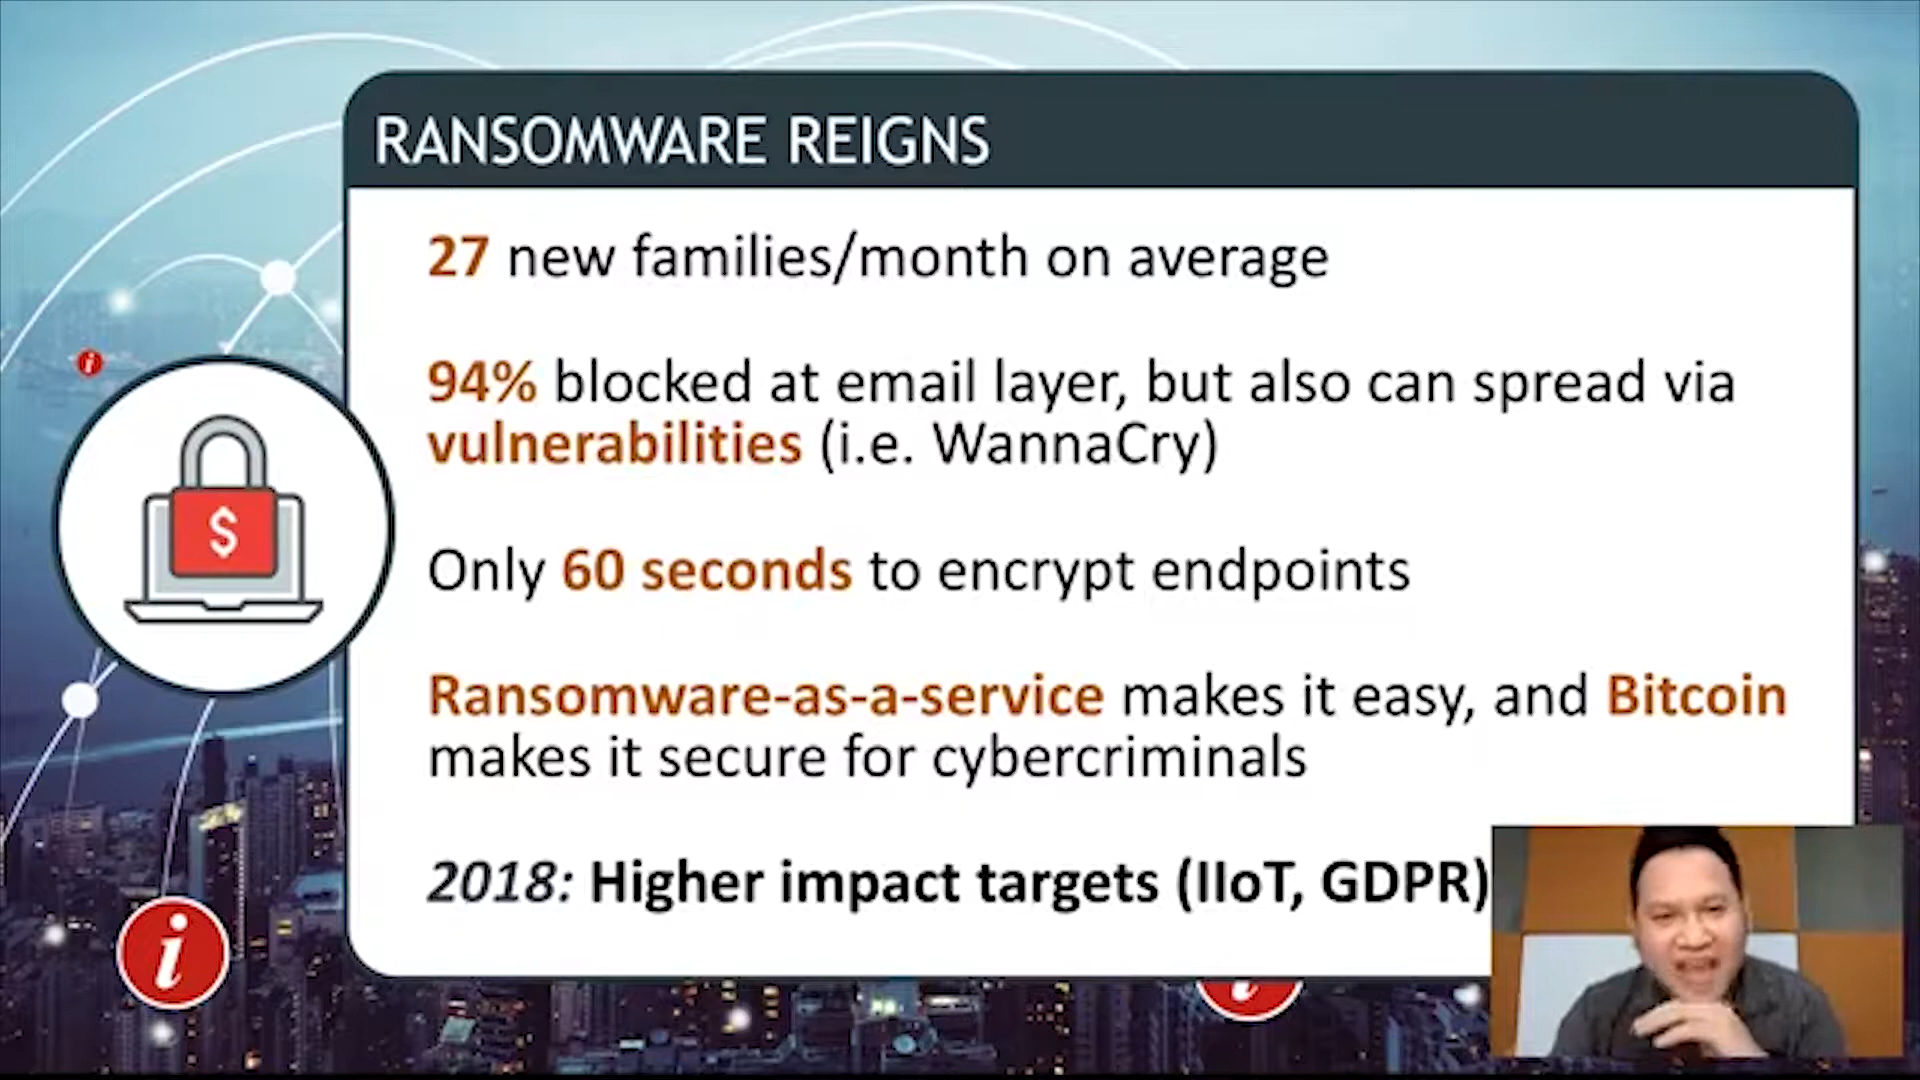 RANSOMWARE REIGNS
27 new families/month on average
94% blocked at email layer, but also can spread via
vulnerabilities (i.e. WannaCry)
Only 60 seconds to encrypt endpoints
Ransomware-as-a-service makes it easy, and Bitcoin
makes it secure for cybercriminals
2018: Higher impact targets (IIoT, GDPR)
$
i
i
i